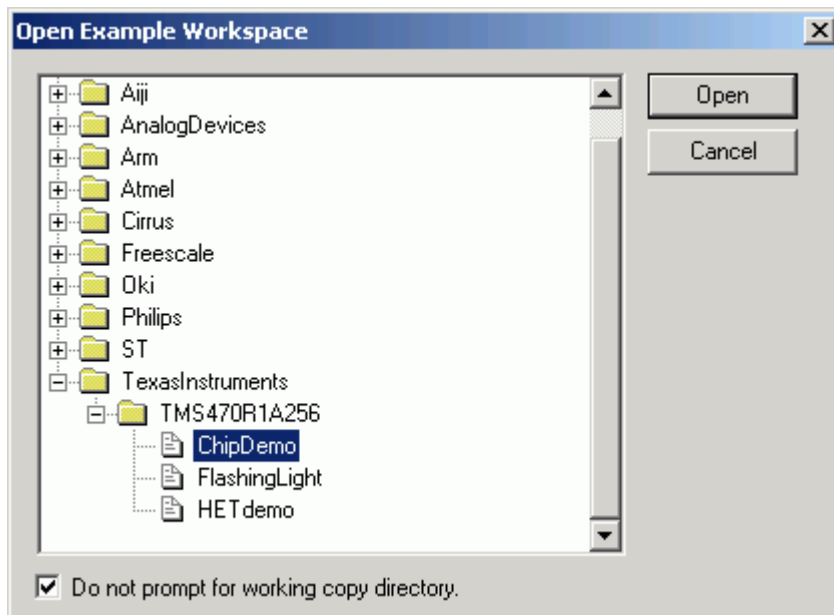 Open Example Workspace
Aiji
Open
AnalogDevices
Arm
Cancel
Atmel
Cirrus
Freescale
Oki
Philips
ST
TexasInstruments
TMS470R1A256
ChipDemo
FlashingLight
HETdemo
Do not prompt for working copy directory.